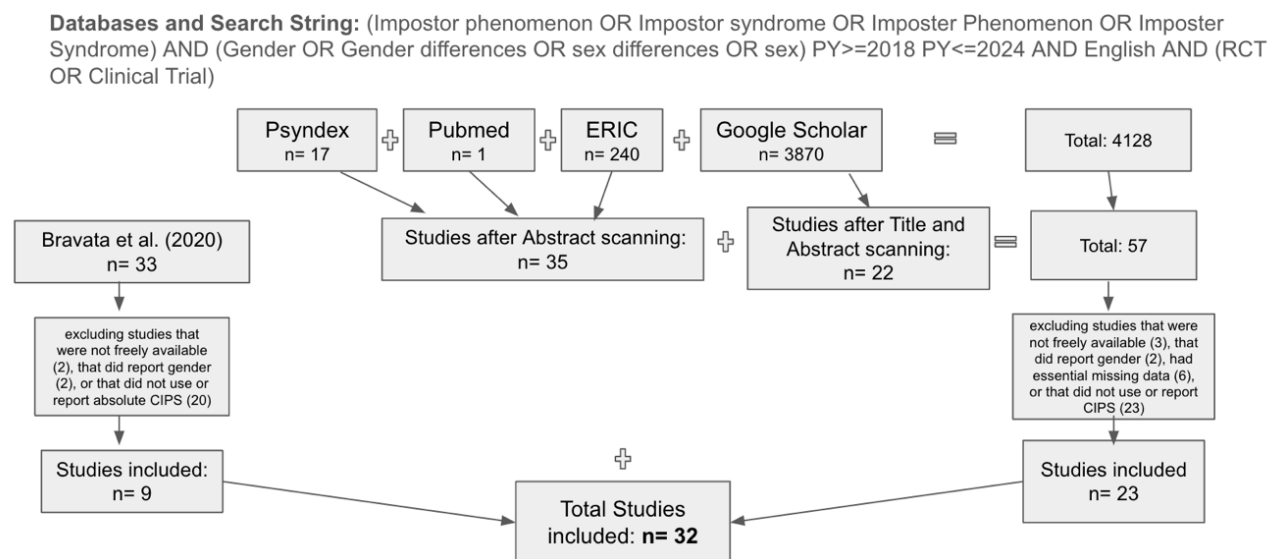 Databases and Search String: (Impostor phenomenon OR Impostor syndrome OR Imposter Phenomenon OR Imposter
Syndrome) AND (Gender OR Gender differences OR sex differences OR sex) PY>=2018 PY<=2024 AND English AND (RCT
OR Clinical Trial)
Psyndex
n= 17
Pubmed
n= 1
ERIC
n= 240
Google Scholar
n= 3870
Total: 4128
Bravata et al. (2020)
n= 33
Studies after Abstract scanning:
n= 35
Studies after Title and
Abstract scanning:
n= 22
Total: 57
excluding studies that
were not freely available
(2), that did report gender
(2), or that did not use or
report absolute CIPS (20)
excluding studies that were
not freely available (3), that
did report gender (2), had
essential missing data (6),
or that did not use or report
CIPS (23)
Studies included:
n= 9
Total Studies
included: n= 32
Studies included
n= 23